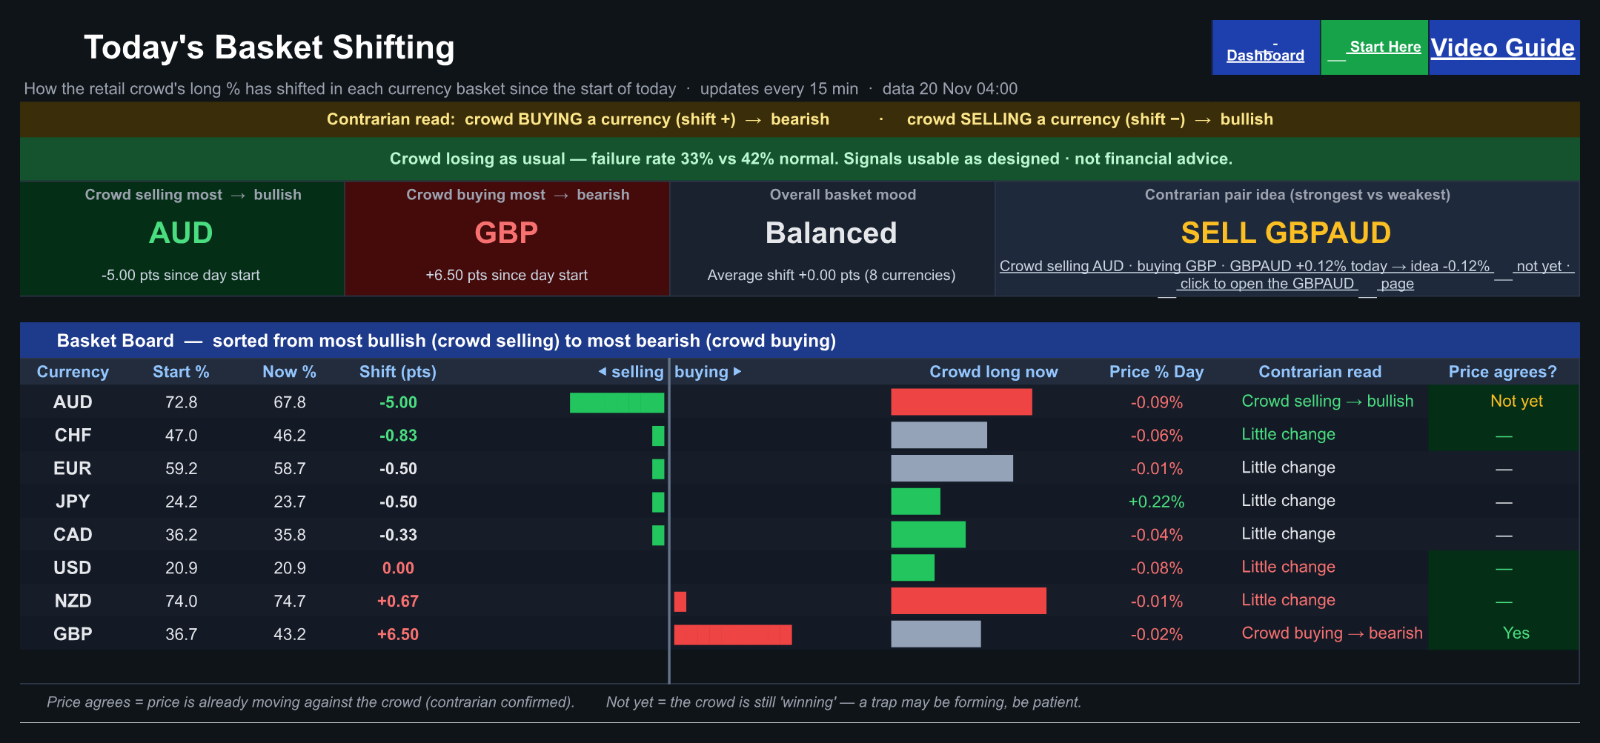 Today's Basket Shifting
Dashboard
Start Here
Video Guide
How the retail crowd's long % has shifted in each currency basket since the start of today · updates every 15 min · data 20 Nov 04:00
Contrarian read: crowd BUYING a currency (shift +) → bearish · crowd SELLING a currency (shift −) → bullish
Crowd losing as usual — failure rate 33% vs 42% normal. Signals usable as designed · not financial advice.
Crowd selling most → bullish
AUD
-5.00 pts since day start
Crowd buying most → bearish
GBP
+6.50 pts since day start
Overall basket mood
Balanced
Average shift +0.00 pts (8 currencies)
Contrarian pair idea (strongest vs weakest)
SELL GBPAUD
Crowd selling AUD · buying GBP · GBPAUD +0.12% today → idea -0.12% __ not yet ·
__ click to open the GBPAUD __ page
Basket Board — sorted from most bullish (crowd selling) to most bearish (crowd buying)
Currency Start % Now % Shift (pts) ◄ selling buying ► Crowd long now Price % Day Contrarian read Price agrees?
AUD 72.8 67.8 -5.00 -0.09% Crowd selling → bullish Not yet
CHF 47.0 46.2 -0.83 -0.06% Little change —
EUR 59.2 58.7 -0.50 -0.01% Little change —
JPY 24.2 23.7 -0.50 +0.22% Little change —
CAD 36.2 35.8 -0.33 -0.04% Little change —
USD 20.9 20.9 0.00 -0.08% Little change —
NZD 74.0 74.7 +0.67 -0.01% Little change —
GBP 36.7 43.2 +6.50 -0.02% Crowd buying → bearish Yes
Price agrees = price is already moving against the crowd (contrarian confirmed). Not yet = the crowd is still 'winning' — a trap may be forming, be patient.